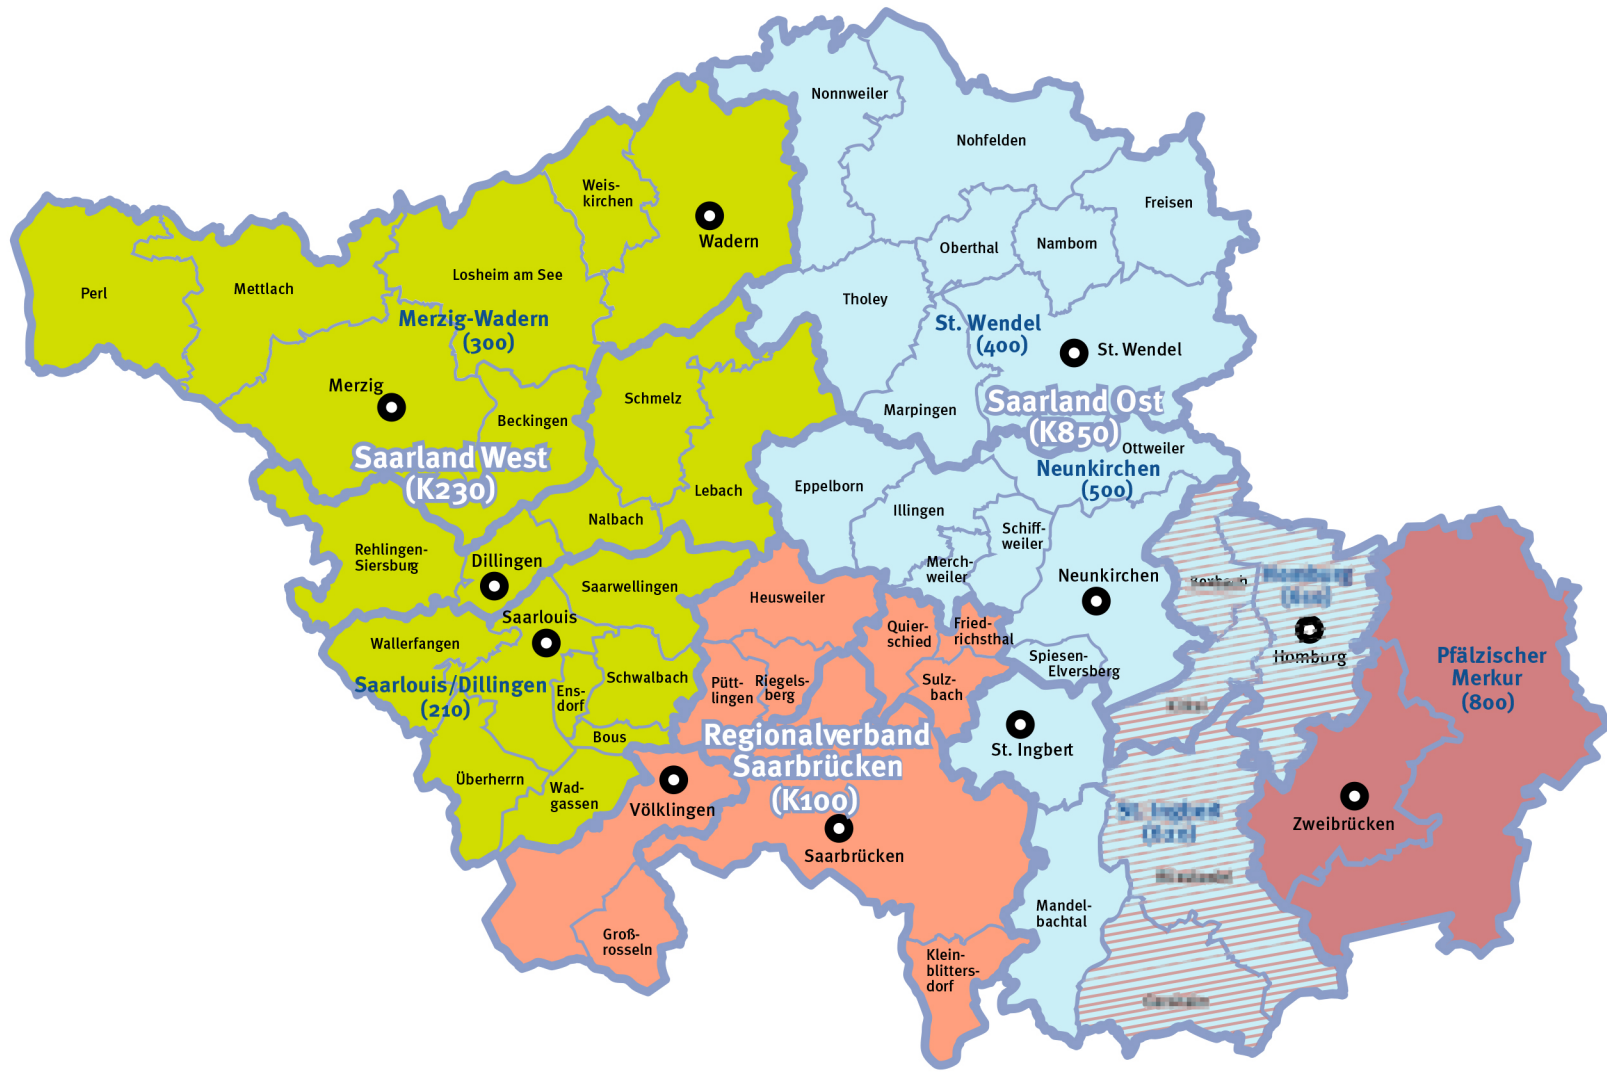 Nonnweiler
Nohfelden
Freisen
Weis-
kirchen
Wadern
Oberthal
Namborn
Perl
Mettlach
Losheim am See
Tholey
Merzig-Wadern
(300)
St. Wendel
(400)
St. Wendel
Merzig
Schmelz
Beckingen
Marpingen
Saarland Ost
(K850)
Saarland West
(K230)
Ottweiler
Neunkirchen
(500)
Eppelborn
Lebach
Illingen
Nalbach
Schiff-
weiler
Rehlingen-
Siersburg
Dillingen
Merch-
weiler
Neunkirchen
Saarwellingen
Heusweiler
Saarlouis
Quier-
schied
Fried-
richsthal
Wallerfangen
Spiesen-
Elversberg
Homburg
Pfälzischer
Merkur
(800)
Saarlouis/Dillingen
(210)
Ens-
dorf
Schwalbach
Pütt-
lingen
Riegels-
berg
Sulz-
bach
Bous
Regionalverband
Saarbrücken
(K100)
St. Ingbert
Überherrn
Wad-
gassen
Völklingen
Saarbrücken
Zweibrücken
Mandel-
bachtal
Groß-
rosseln
Klein-
blitters-
dorf